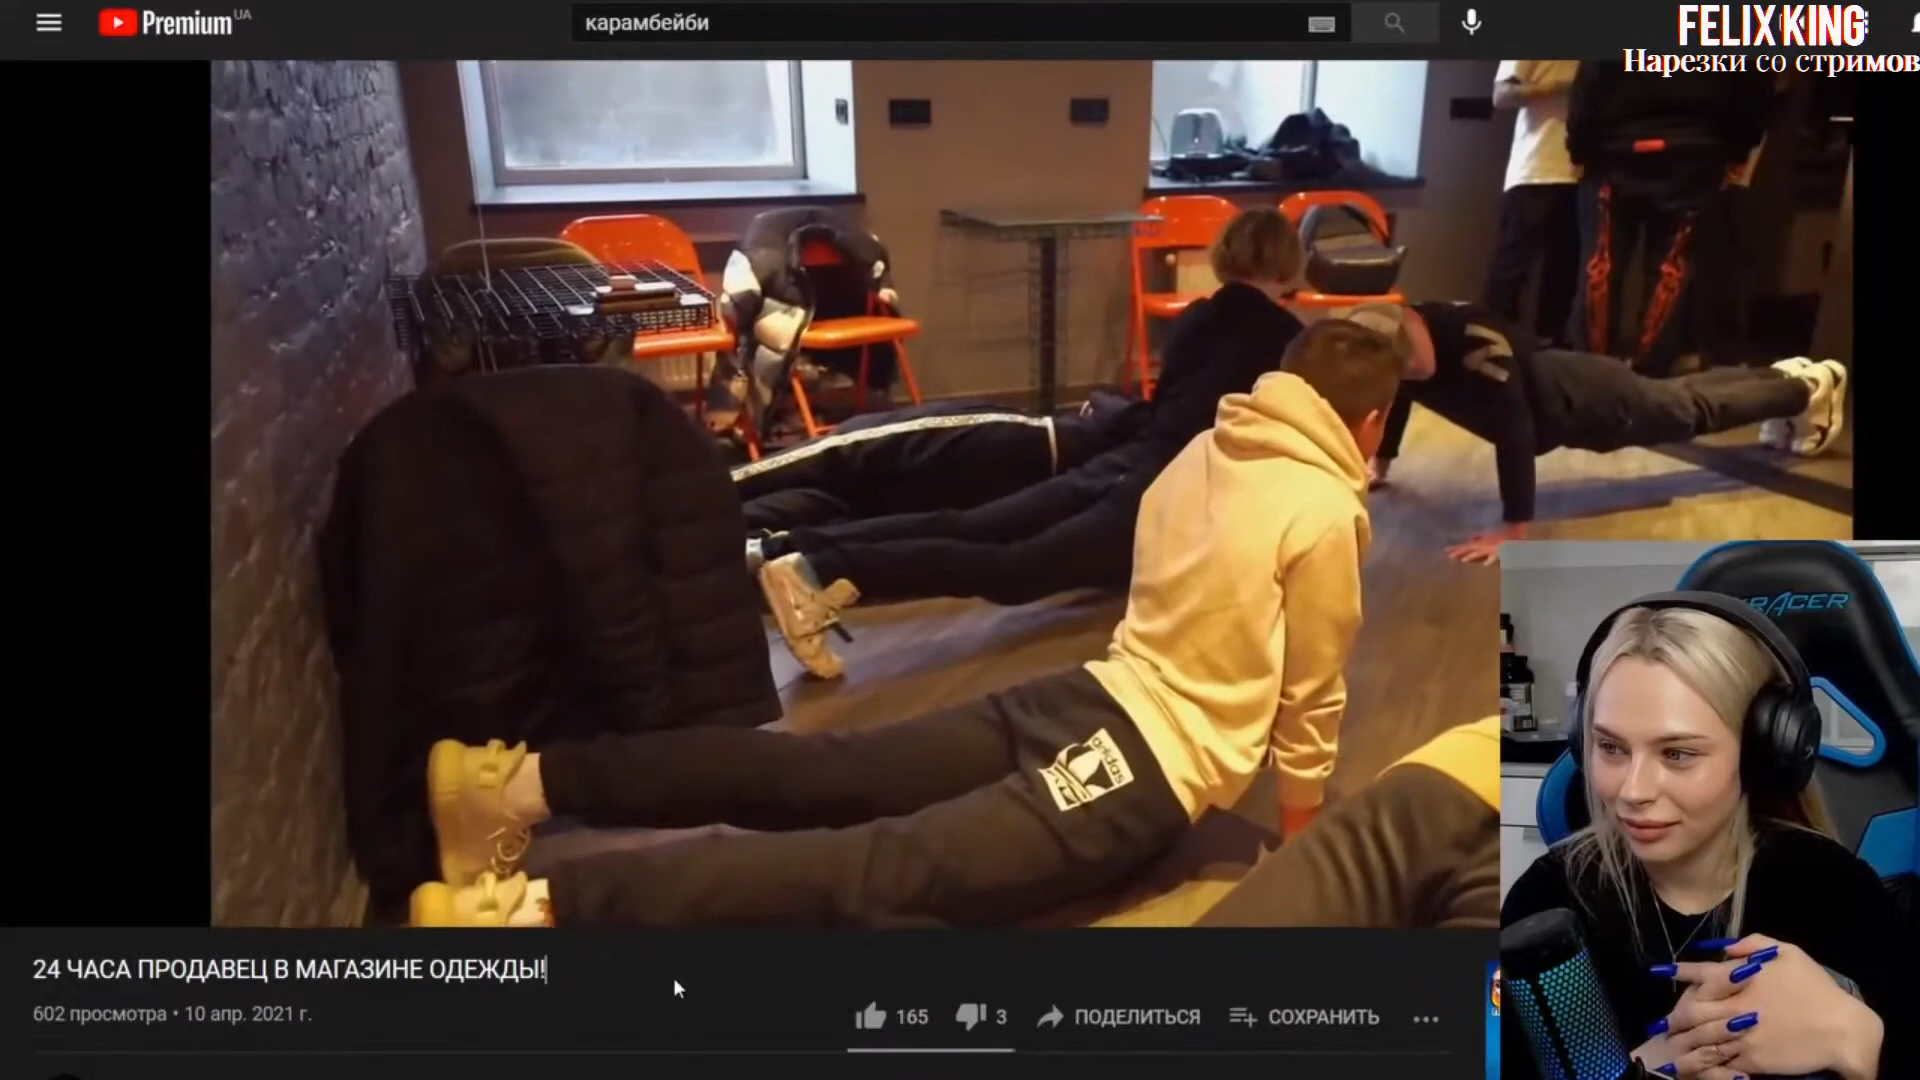 Premium UA
карамбейби
FELIX KING
Нарезки со стримов
adidas
RACER
24 ЧАСА ПРОДАВЕЦ В МАГАЗИНЕ ОДЕЖДЫ!
602 просмотра • 10 апр. 2021 г.
165
3
ПОДЕЛИТЬСЯ
СОХРАНИТЬ